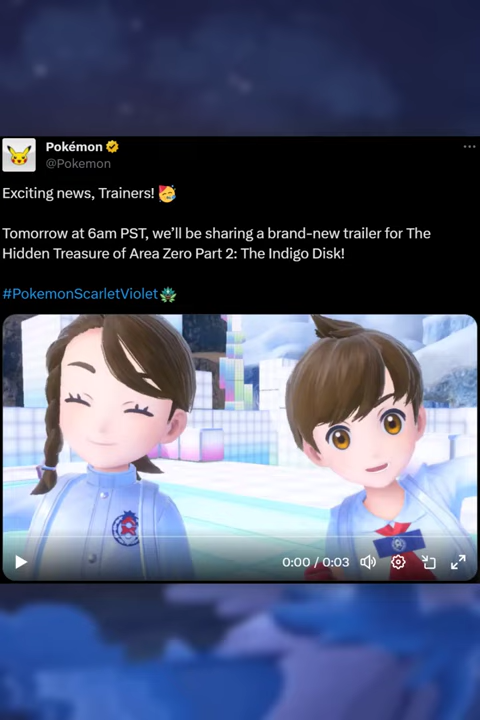 Pokémon
@Pokemon
Exciting news, Trainers! 🥳
Tomorrow at 6am PST, we'll be sharing a brand-new trailer for The
Hidden Treasure of Area Zero Part 2: The Indigo Disk!
#PokemonScarletViolet
0:00 / 0:03